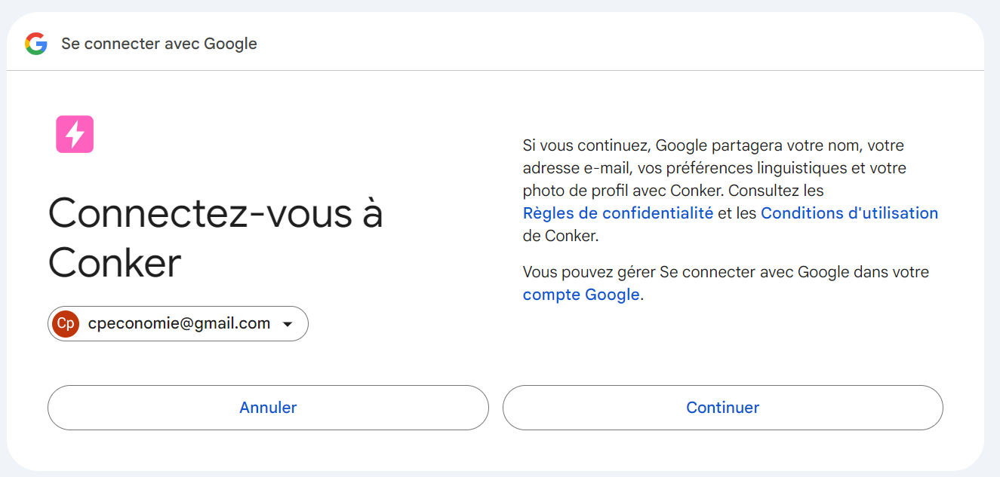 Se connecter avec Google
Connectez-vous à
Conker
Cp cpeconomie@gmail.com
Si vous continuez, Google partagera votre nom, votre
adresse e-mail, vos préférences linguistiques et votre
photo de profil avec Conker. Consultez les
Règles de confidentialité et les Conditions d'utilisation
de Conker.
Vous pouvez gérer Se connecter avec Google dans votre
compte Google.
Annuler
Continuer